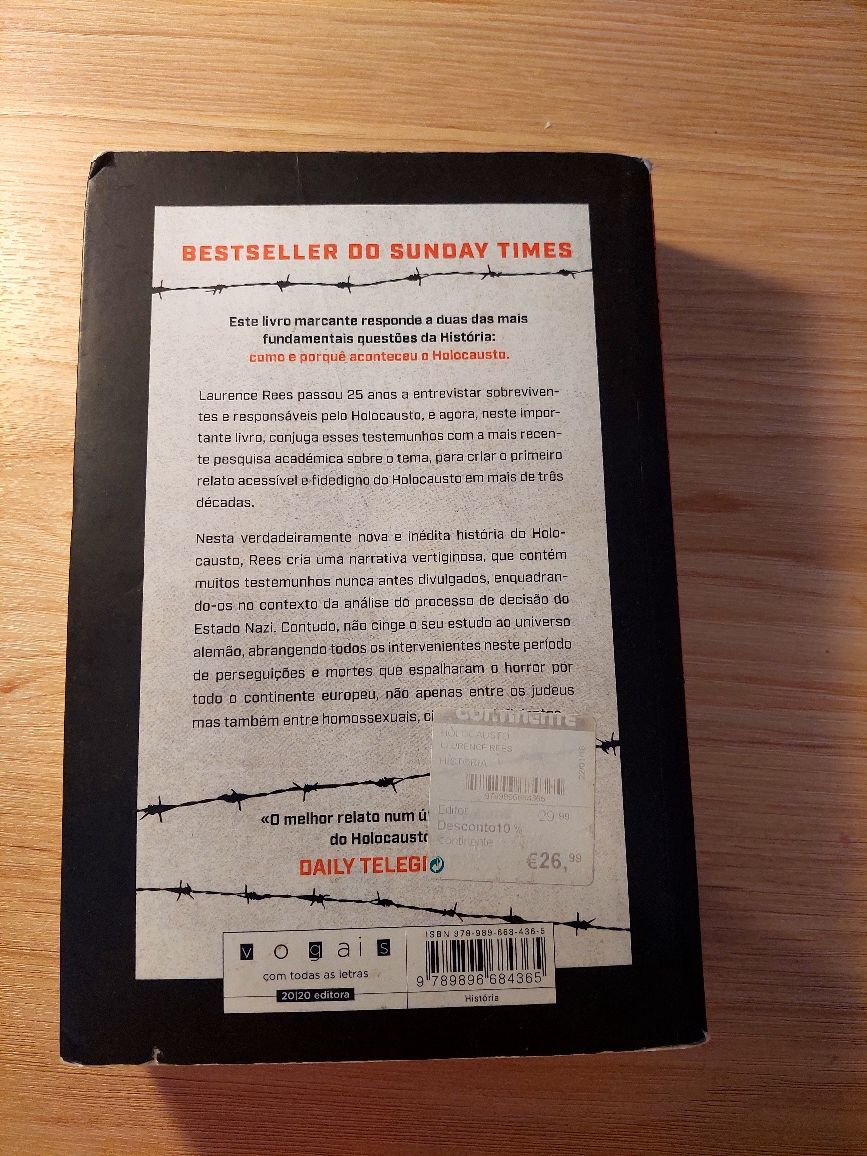 BESTSELLER DO SUNDAY TIMES
Este livro marcante responde a duas das mais
fundamentais questões da História:
como e porquê aconteceu o Holocausto.
Laurence Rees passou 25 anos a entrevistar sobreviven-
tes e responsáveis pelo Holocausto, e agora, neste impor-
tante livro, conjuga esses testemunhos com a mais recen-
te pesquisa académica sobre o tema, para criar o primeiro
relato acessível e fidedigno do Holocausto em mais de três
décadas.
Nesta verdadeiramente nova e inédita história do Holo-
causto, Rees cria uma narrativa vertiginosa, que contém
muitos testemunhos nunca antes divulgados, enquadran-
do-os no contexto da análise do processo de decisão do
Estado Nazi. Contudo, não cinge o seu estudo ao universo
alemão, abrangendo todos os intervenientes neste período
de perseguições e mortes que espalharam o horror por
todo o continente europeu, não apenas entre os judeus
mas também entre homossexuais,
continente
HOLOCAUSTO
LAURENCE REES
HISTORIA
9789896684365
Editor 29,99
Desconto10 %
Continente
€26,99
«O melhor relato num
do Holocausto
DAILY
ISBN 978-989-668-436-5
vogais
com todas as letras
20|20 editora
9 789896 684365
História